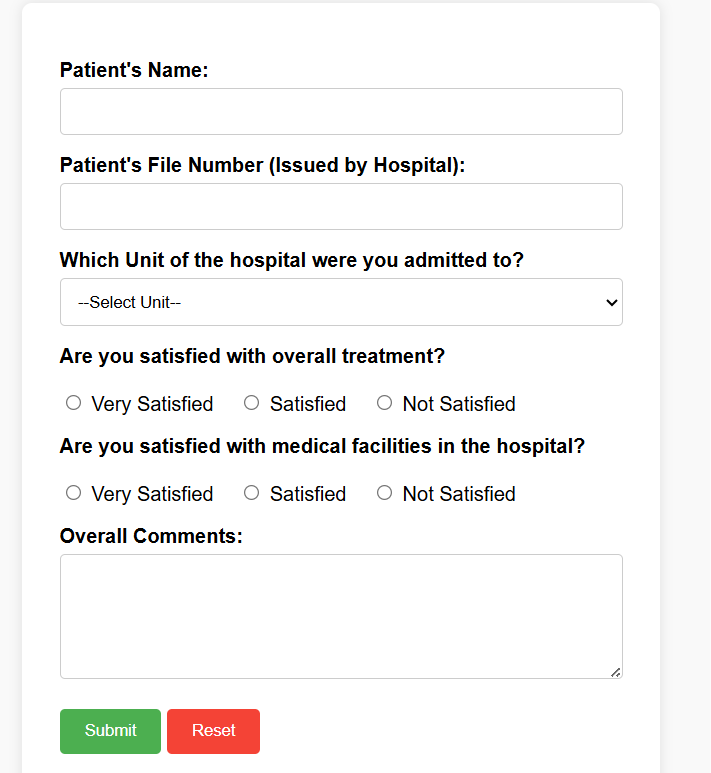 Patient's Name:
Patient's File Number (Issued by Hospital):
Which Unit of the hospital were you admitted to?
--Select Unit--
Are you satisfied with overall treatment?
Very Satisfied Satisfied Not Satisfied
Are you satisfied with medical facilities in the hospital?
Very Satisfied Satisfied Not Satisfied
Overall Comments:
Submit Reset